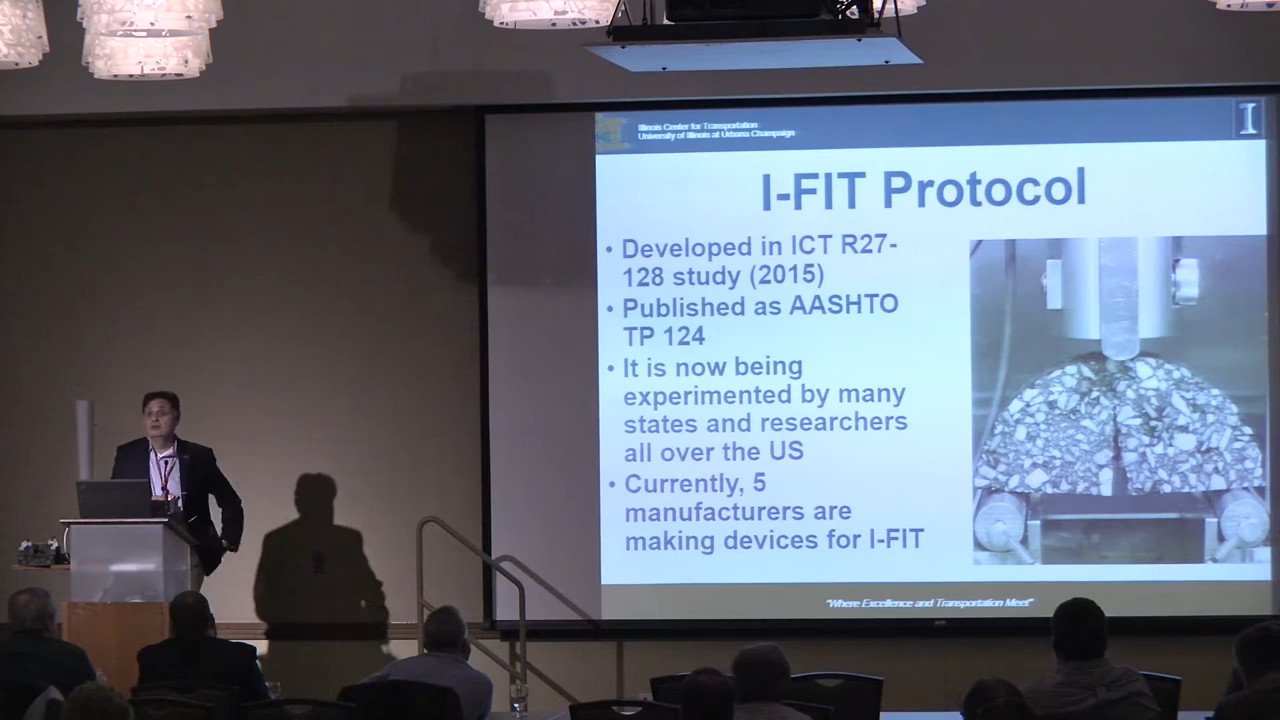 Illinois Center for Transportation
University of Illinois at Urbana Champaign
I
I-FIT Protocol
• Developed in ICT R27-
128 study (2015)
• Published as AASHTO
TP 124
• It is now being
experimented by many
states and researchers
all over the US
• Currently, 5
manufacturers are
making devices for I-FIT
"Where Excellence and Transportation Meet"